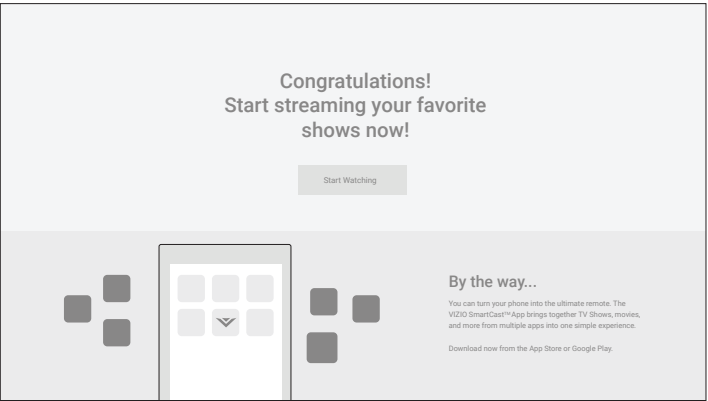 Congratulations!
Start streaming your favorite
shows now!
Start Watching
By the way...
You can turn your phone into the ultimate remote. The
VIZIO SmartCast™ App brings together TV Shows, movies,
and more from multiple apps into one simple experience.
Download now from the App Store or Google Play.